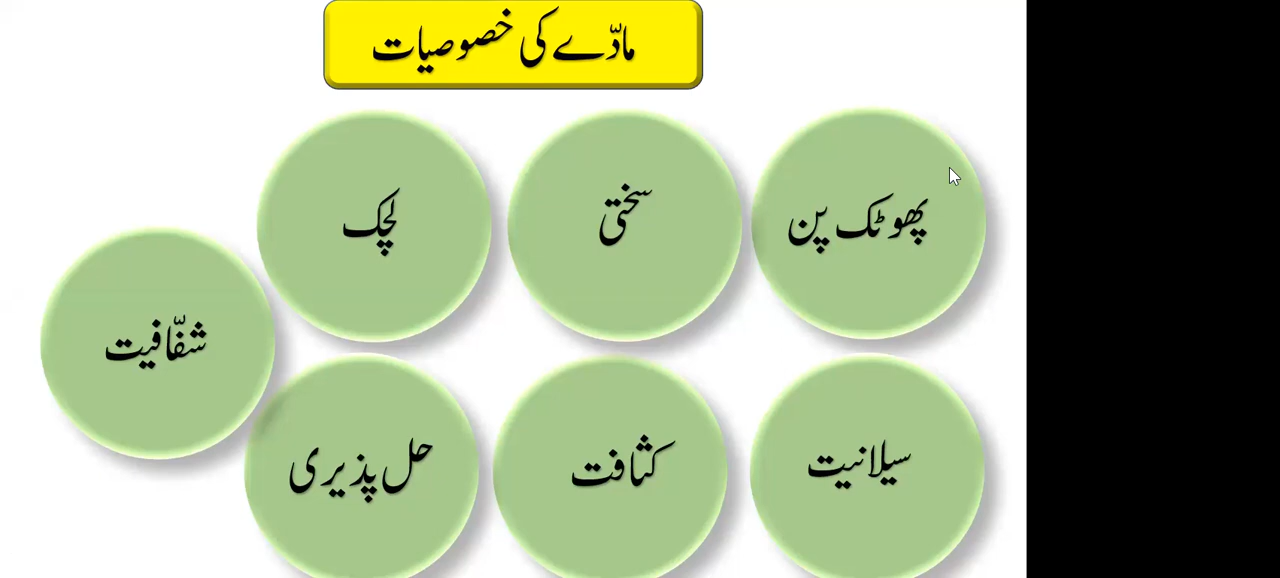 مادّے کی خصوصیات
پھوٹک پن
سختی
لچک
شفّافیت
سیلانیت
کثافت
حل پذیری